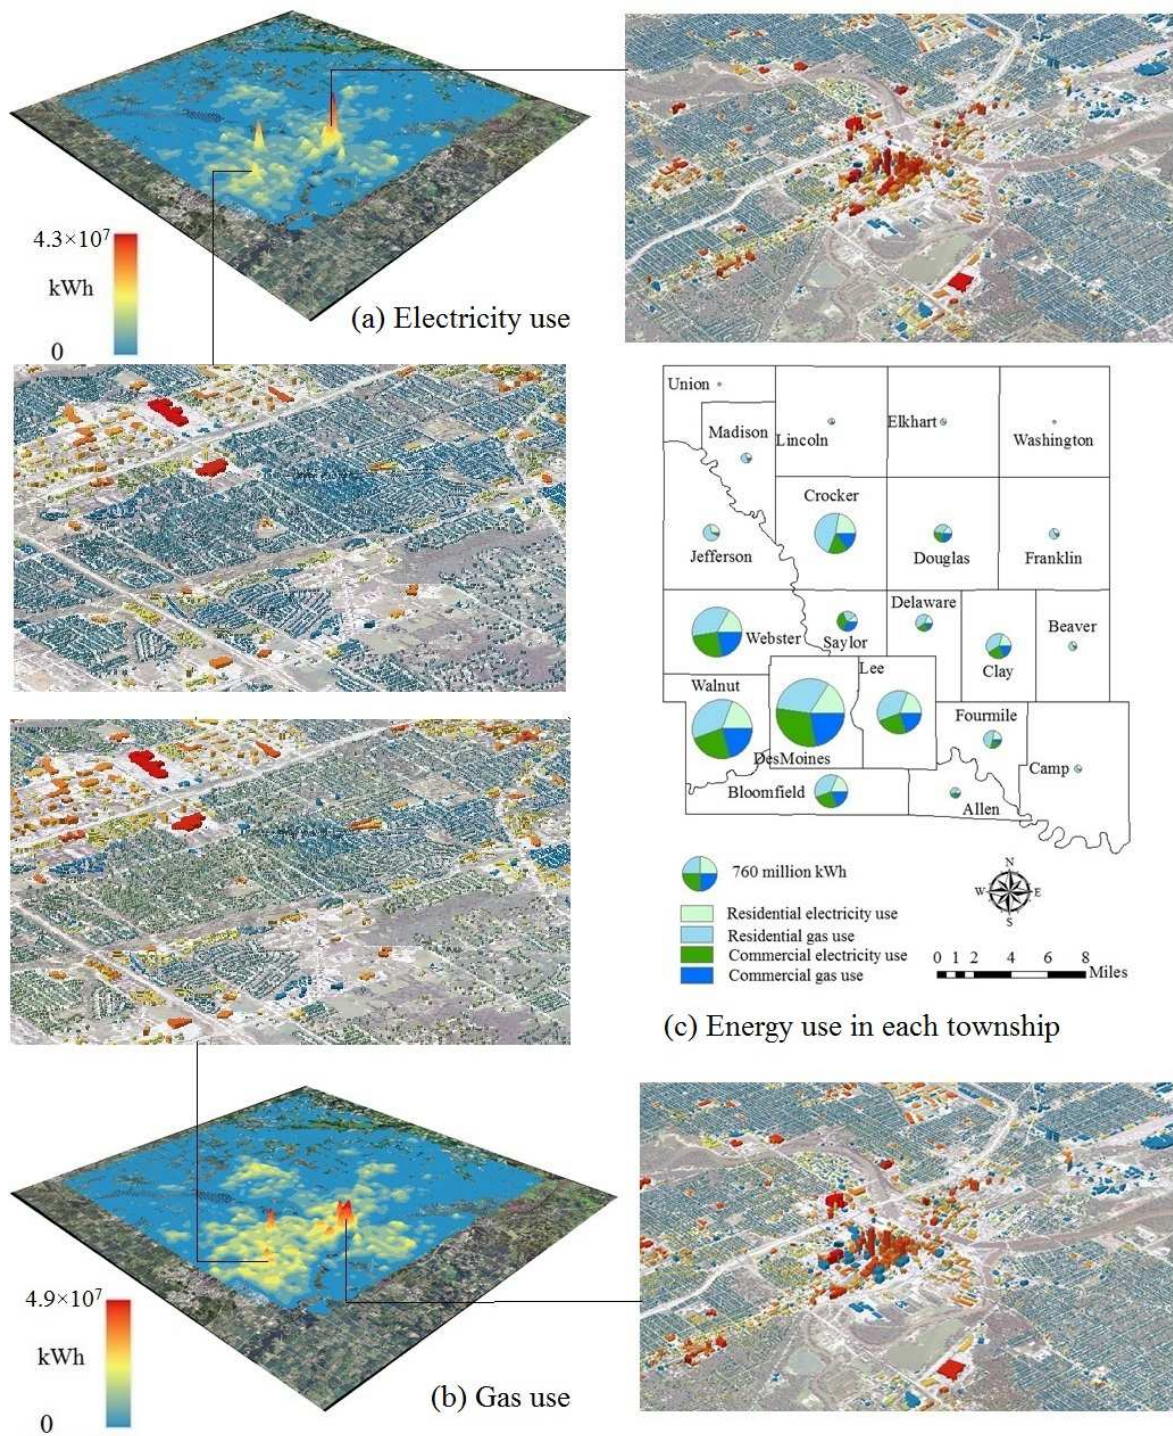 4.3×10⁷
kWh
0
(a) Electricity use
Union
Madison
Lincoln
Elkhart
Washington
Crocker
Jefferson
Douglas
Franklin
Delaware
Beaver
Webster
Saylor
Clay
Lee
Walnut
Fourmile
DesMoines
Camp
Bloomfield
Allen
760 million kWh
Residential electricity use
Residential gas use
Commercial electricity use
Commercial gas use
N
W
E
S
0 1 2 4 6 8
Miles
(c) Energy use in each township
4.9×10⁷
kWh
0
(b) Gas use